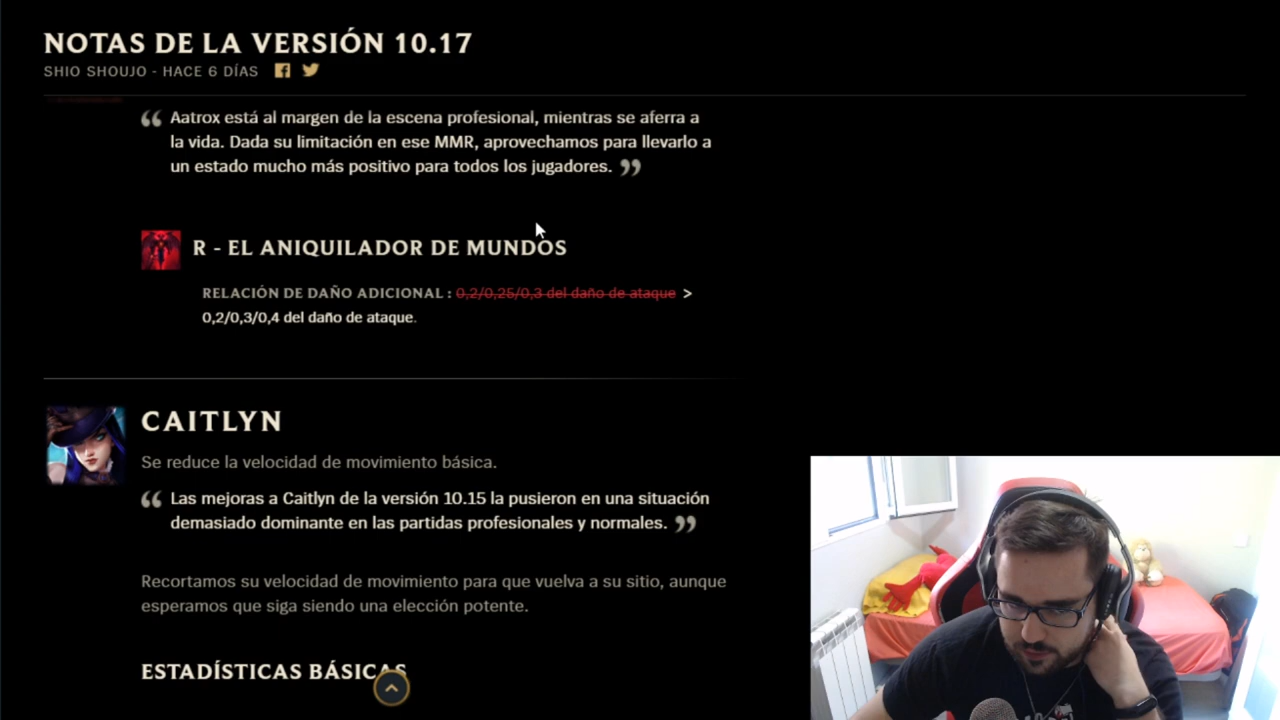 NOTAS DE LA VERSIÓN 10.17
SHIO SHOUJO - HACE 6 DÍAS
“ Aatrox está al margen de la escena profesional, mientras se aferra a
la vida. Dada su limitación en ese MMR, aprovechamos para llevarlo a
un estado mucho más positivo para todos los jugadores. ”
R - EL ANIQUILADOR DE MUNDOS
RELACIÓN DE DAÑO ADICIONAL : 0,2/0,25/0,3 del daño de ataque >
0,2/0,3/0,4 del daño de ataque.
CAITLYN
Se reduce la velocidad de movimiento básica.
“ Las mejoras a Caitlyn de la versión 10.15 la pusieron en una situación
demasiado dominante en las partidas profesionales y normales. ”
Recortamos su velocidad de movimiento para que vuelva a su sitio, aunque
esperamos que siga siendo una elección potente.
ESTADÍSTICAS BÁSICAS